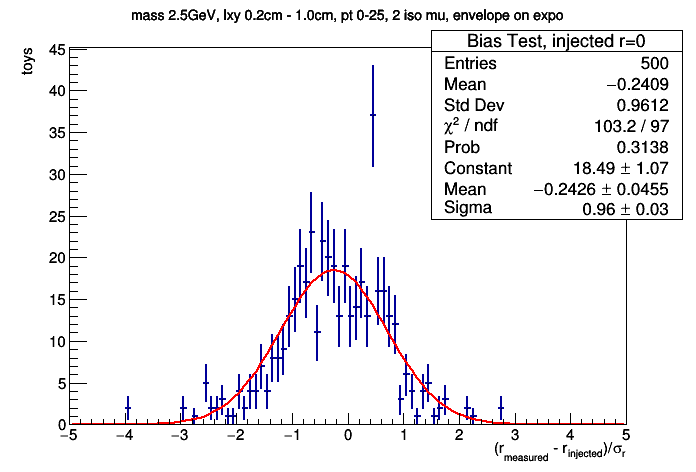 mass 2.5GeV, lxy 0.2cm - 1.0cm, pt 0-25, 2 iso mu, envelope on expo
Bias Test, injected r=0
Entries 500
Mean −0.2409
Std Dev 0.9612
χ² / ndf 103.2 / 97
Prob 0.3138
Constant 18.49 ± 1.07
Mean −0.2426 ± 0.0455
Sigma 0.96 ± 0.03
toys
45
40
35
30
25
20
15
10
5
0
−5 −4 −3 −2 −1 0 1 2 3 4 5
(r_measured - r_injected)/σ_r